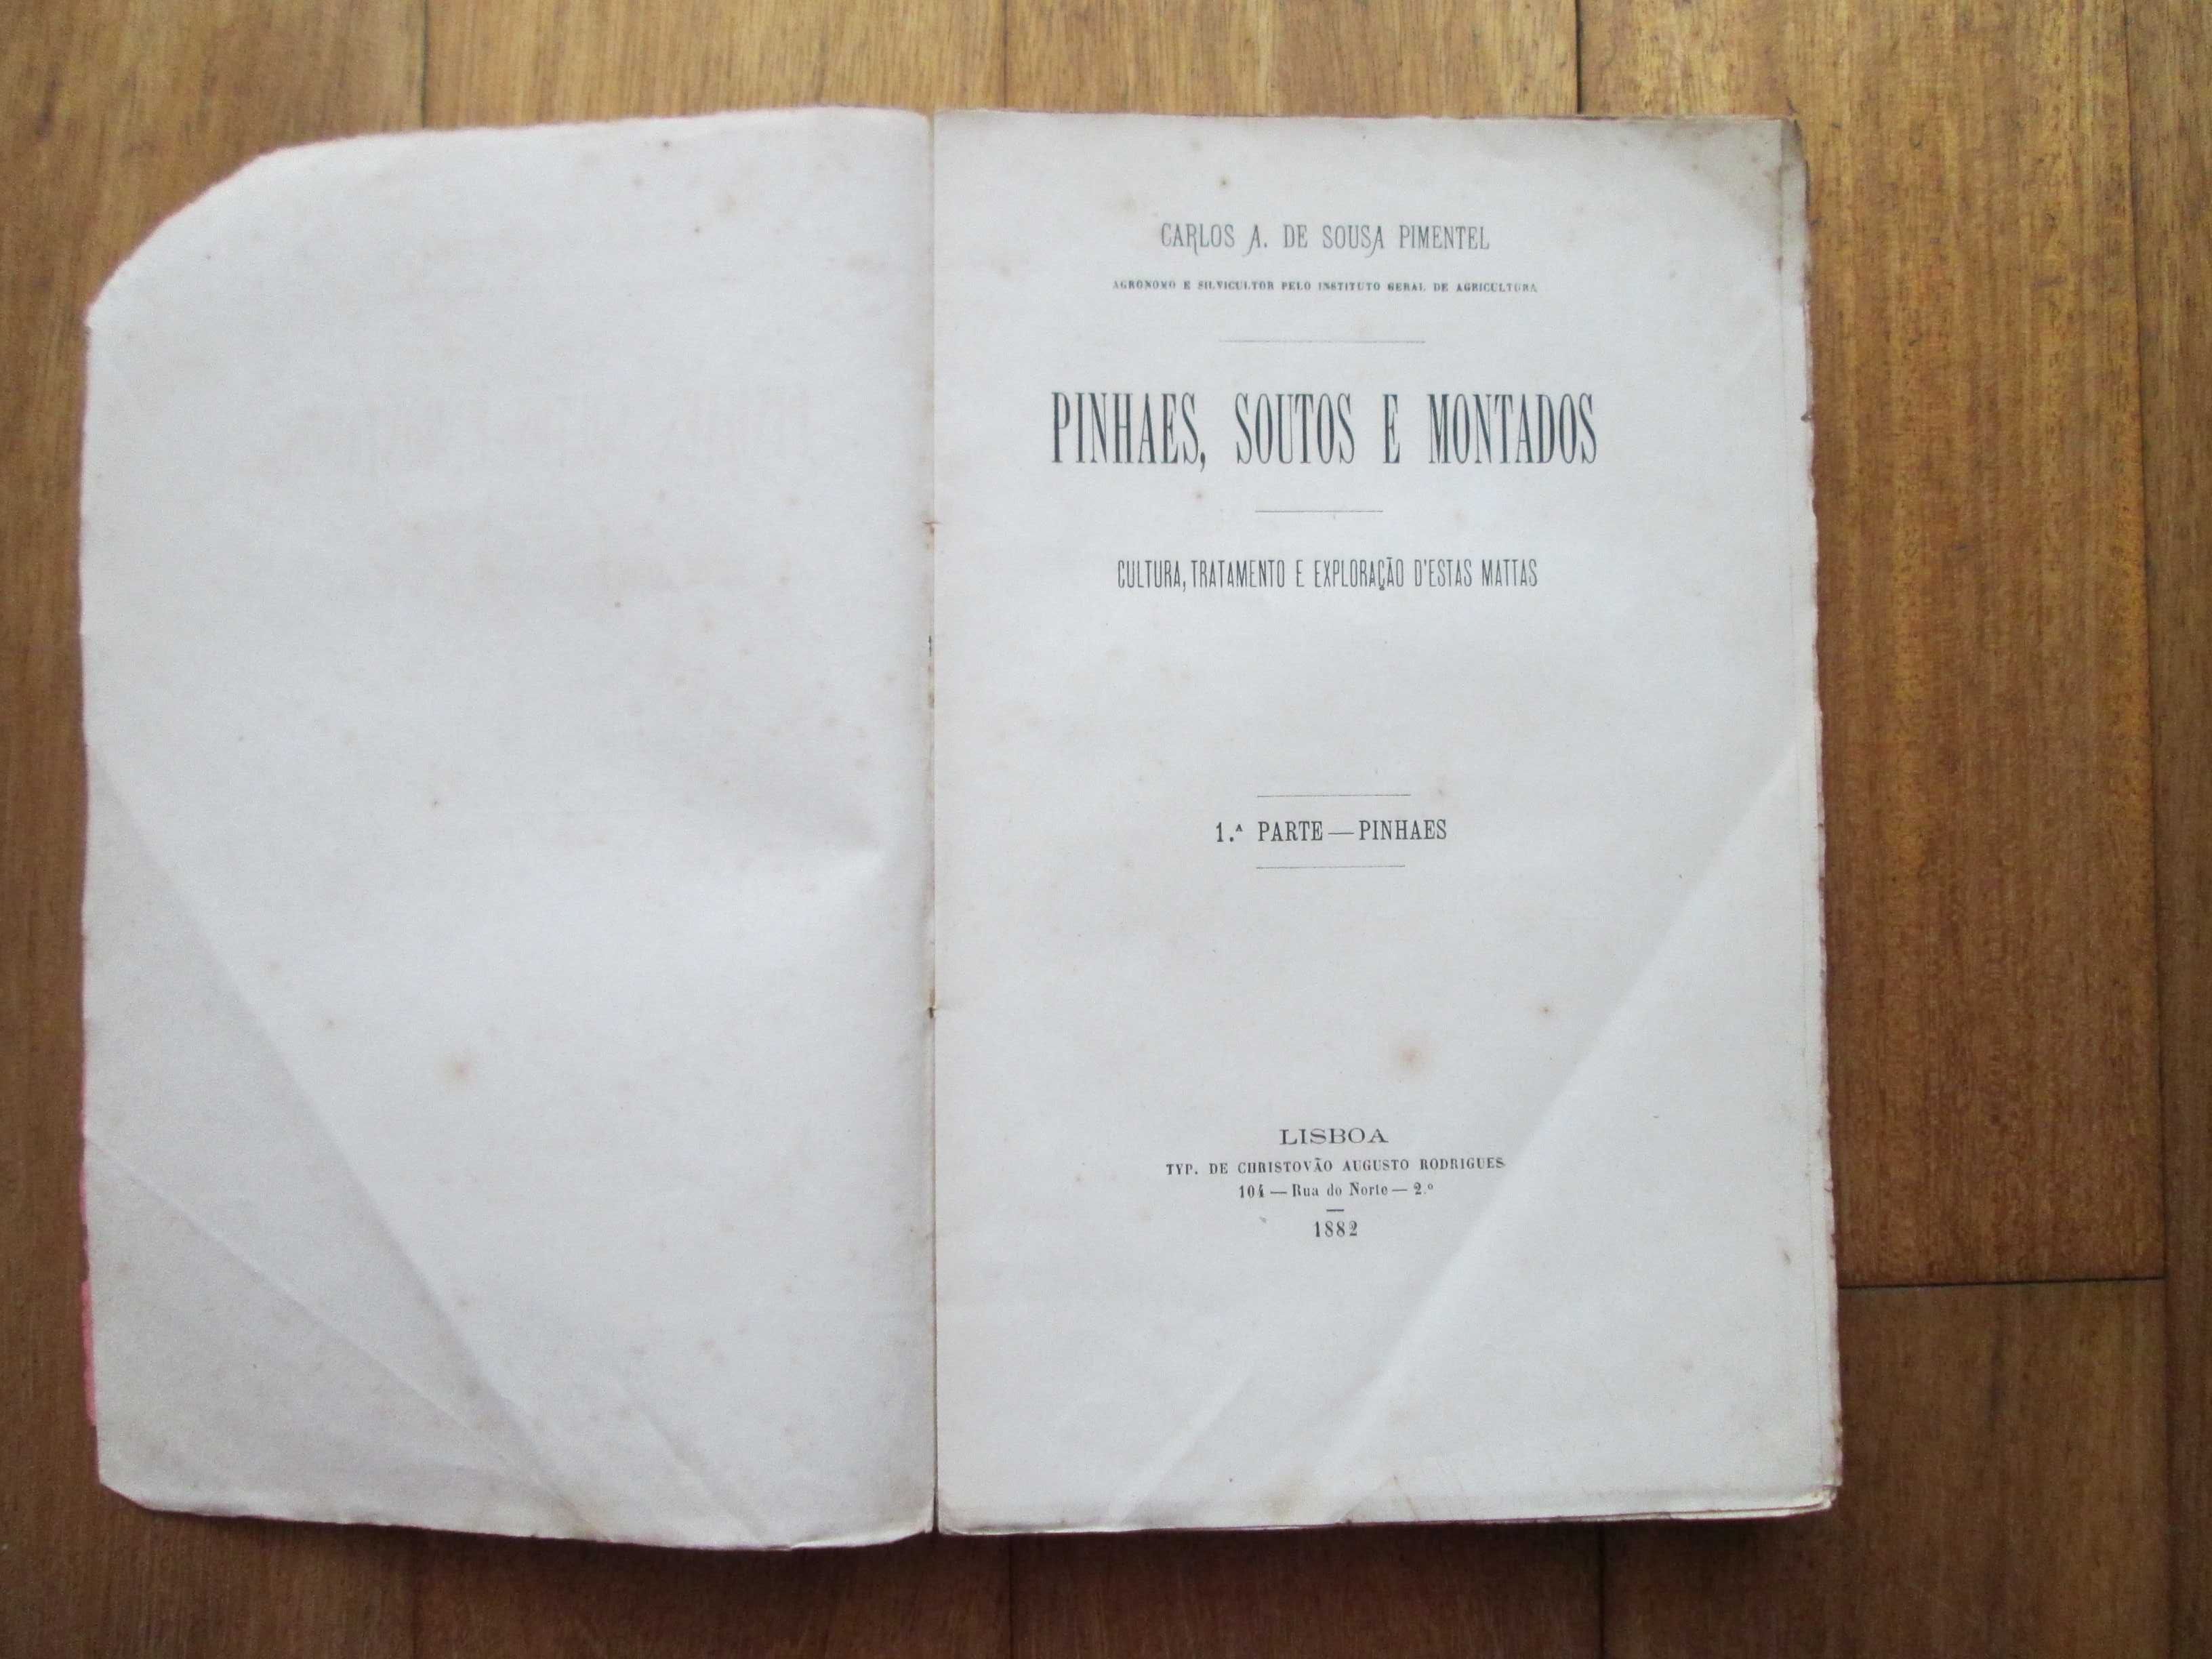 CARLOS A. DE SOUSA PIMENTEL
AGRONOMO E SILVICULTOR PELO INSTITUTO GERAL DE AGRICULTURA
PINHAES, SOUTOS E MONTADOS
CULTURA, TRATAMENTO E EXPLORAÇÃO D'ESTAS MATTAS
1.ª PARTE — PINHAES
LISBOA
TYP. DE CHRISTOVÃO AUGUSTO RODRIGUES
104 — Rua do Norte — 2.º
1882